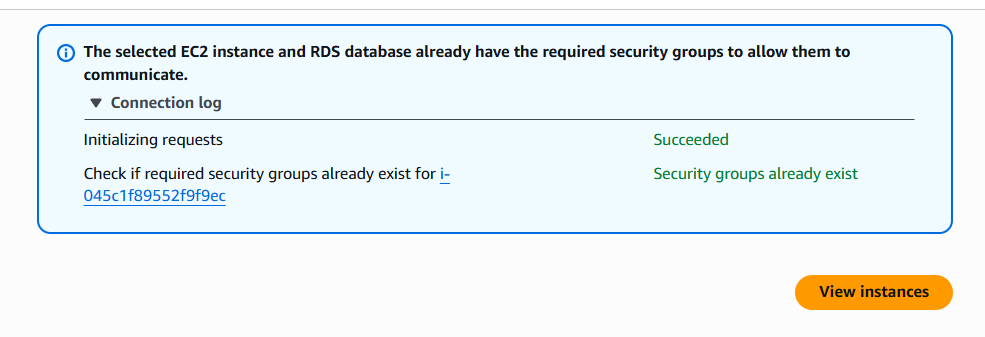 The selected EC2 instance and RDS database already have the required security groups to allow them to
communicate.
Connection log
Initializing requests Succeeded
Check if required security groups already exist for i- Security groups already exist
045c1f89552f9f9ec
View instances